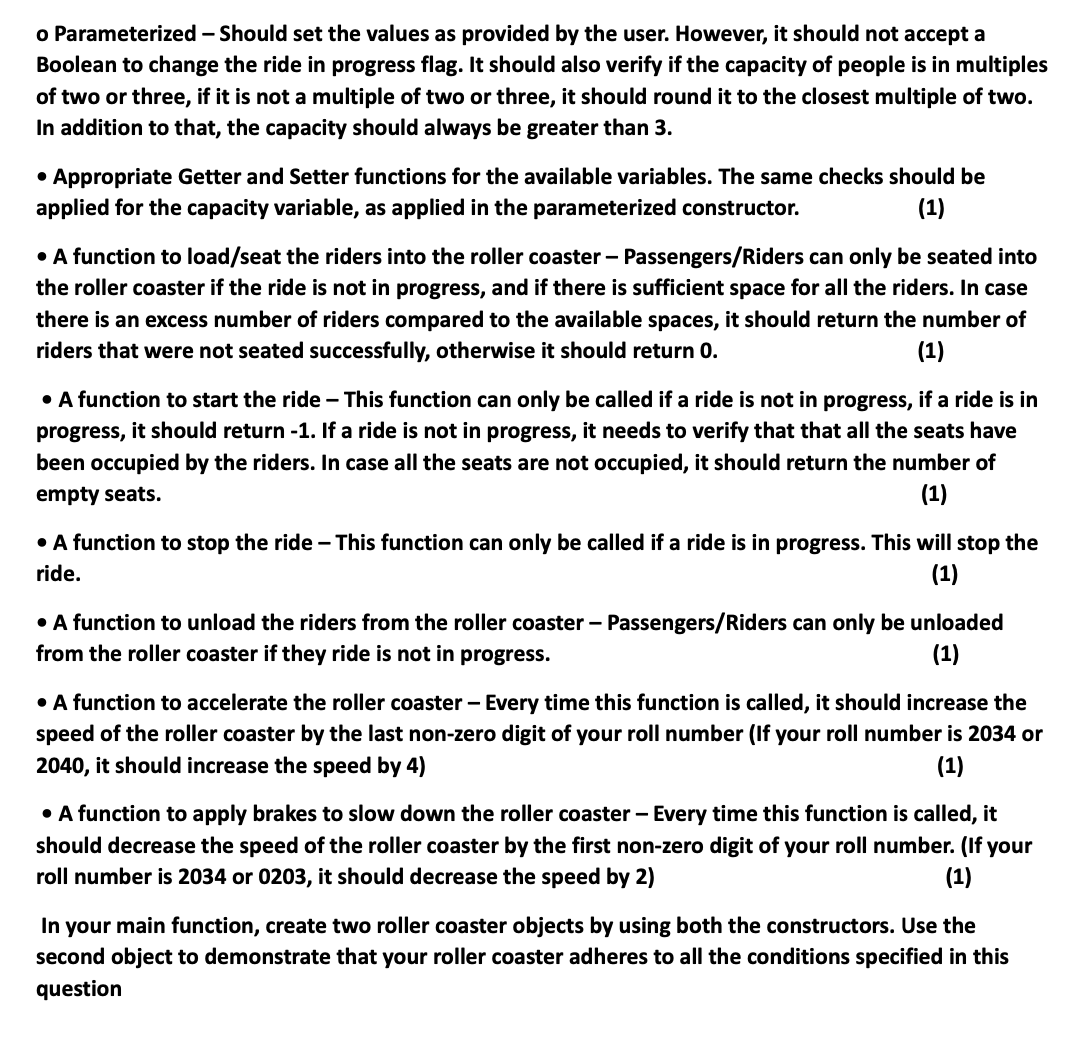 o Parameterized – Should set the values as provided by the user. However, it should not accept a
Boolean to change the ride in progress flag. It should also verify if the capacity of people is in multiples
of two or three, if it is not a multiple of two or three, it should round it to the closest multiple of two.
In addition to that, the capacity should always be greater than 3.
• Appropriate Getter and Setter functions for the available variables. The same checks should be
applied for the capacity variable, as applied in the parameterized constructor. (1)
• A function to load/seat the riders into the roller coaster – Passengers/Riders can only be seated into
the roller coaster if the ride is not in progress, and if there is sufficient space for all the riders. In case
there is an excess number of riders compared to the available spaces, it should return the number of
riders that were not seated successfully, otherwise it should return 0. (1)
• A function to start the ride – This function can only be called if a ride is not in progress, if a ride is in
progress, it should return -1. If a ride is not in progress, it needs to verify that that all the seats have
been occupied by the riders. In case all the seats are not occupied, it should return the number of
empty seats. (1)
• A function to stop the ride – This function can only be called if a ride is in progress. This will stop the
ride. (1)
• A function to unload the riders from the roller coaster – Passengers/Riders can only be unloaded
from the roller coaster if they ride is not in progress. (1)
• A function to accelerate the roller coaster – Every time this function is called, it should increase the
speed of the roller coaster by the last non-zero digit of your roll number (If your roll number is 2034 or
2040, it should increase the speed by 4) (1)
• A function to apply brakes to slow down the roller coaster – Every time this function is called, it
should decrease the speed of the roller coaster by the first non-zero digit of your roll number. (If your
roll number is 2034 or 0203, it should decrease the speed by 2) (1)
In your main function, create two roller coaster objects by using both the constructors. Use the
second object to demonstrate that your roller coaster adheres to all the conditions specified in this
question